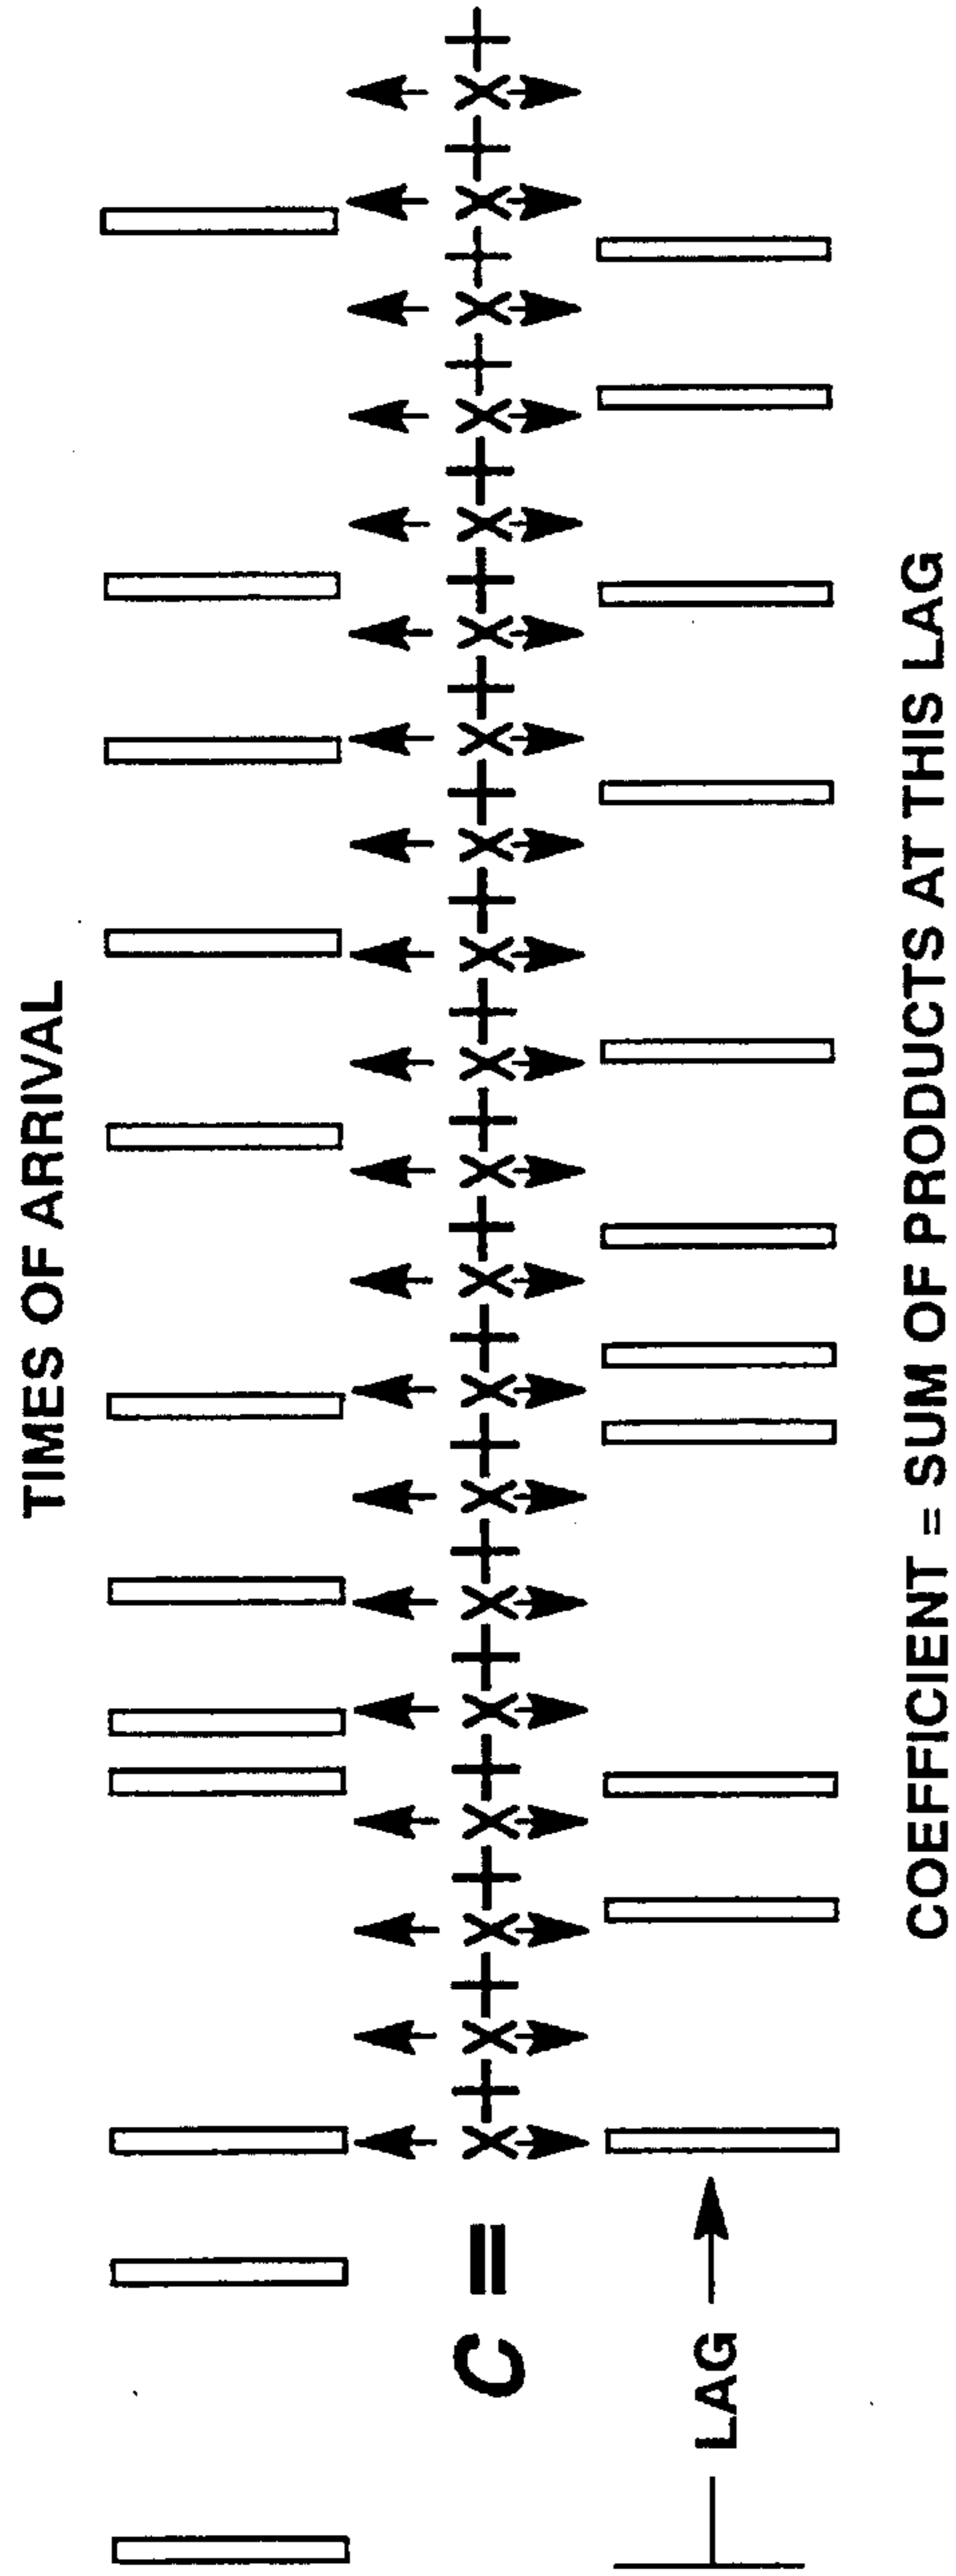 TIMES OF ARRIVAL
C = X + X + X + X + X + X + X + X + X + X + X + X + X + X + X + X + X + X + X + X +
LAG
COEFFICIENT = SUM OF PRODUCTS AT THIS LAG